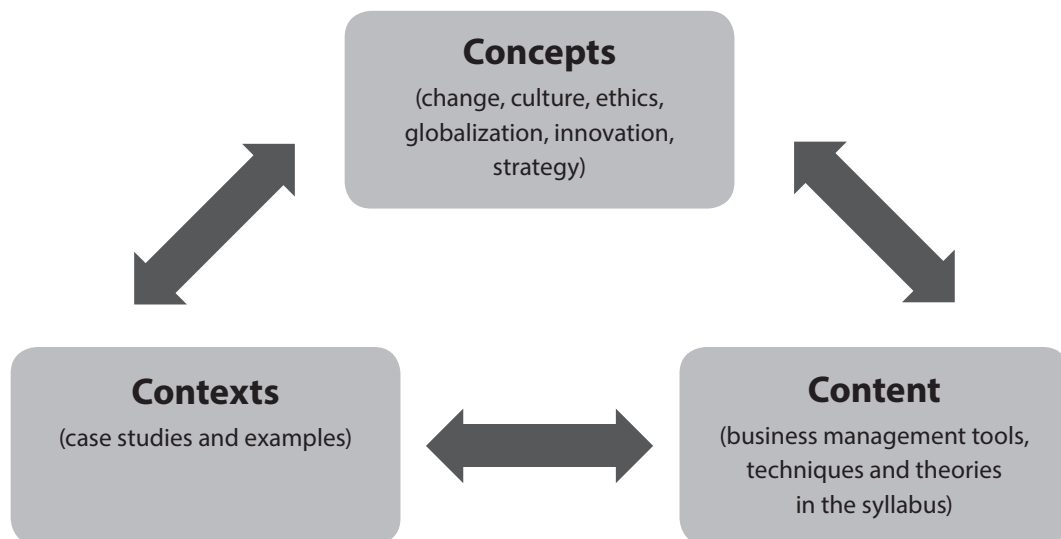 Concepts
(change, culture, ethics,
globalization, innovation,
strategy)
Contexts
(case studies and examples)
Content
(business management tools,
techniques and theories
in the syllabus)